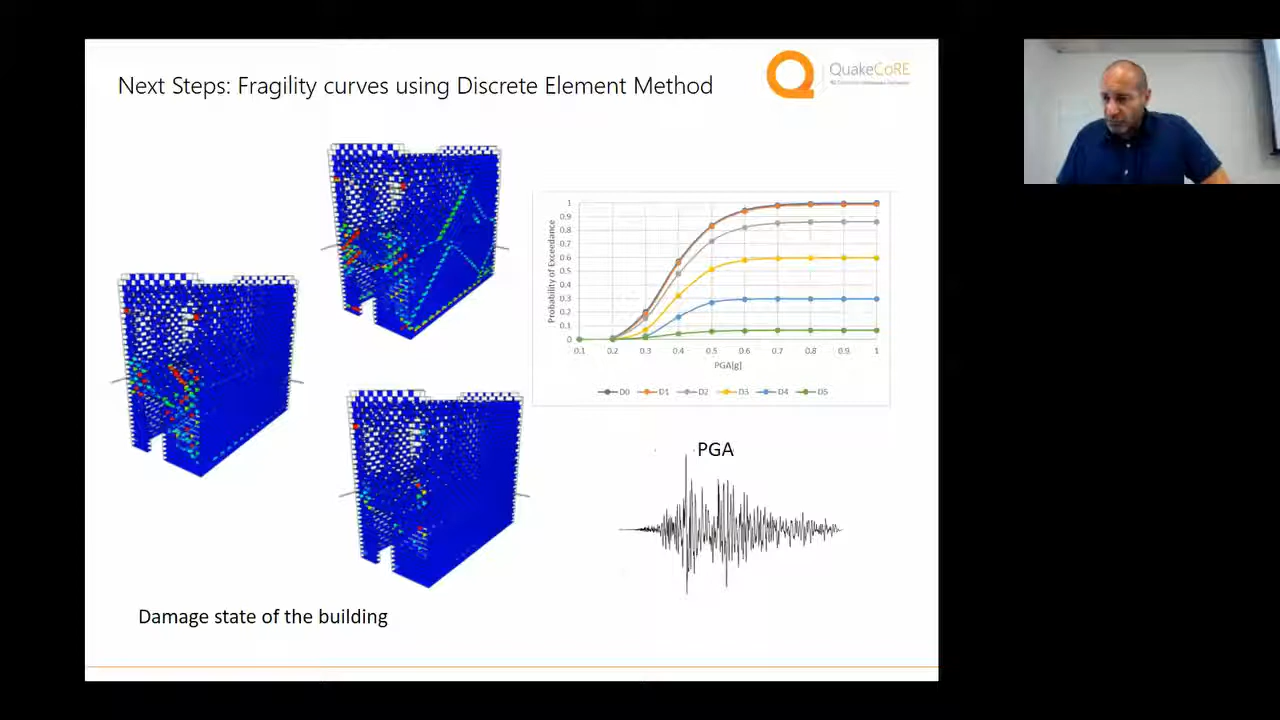 Next Steps: Fragility curves using Discrete Element Method
QuakeCoRE
1
0.9
0.8
0.7
0.6
0.5
0.4
0.3
0.2
0.1
0
Probability of Exceedance
0.1 0.2 0.3 0.4 0.5 0.6 0.7 0.8 0.9 1
PGA[g]
D0 D1 D2 D3 D4 D5
PGA
Damage state of the building